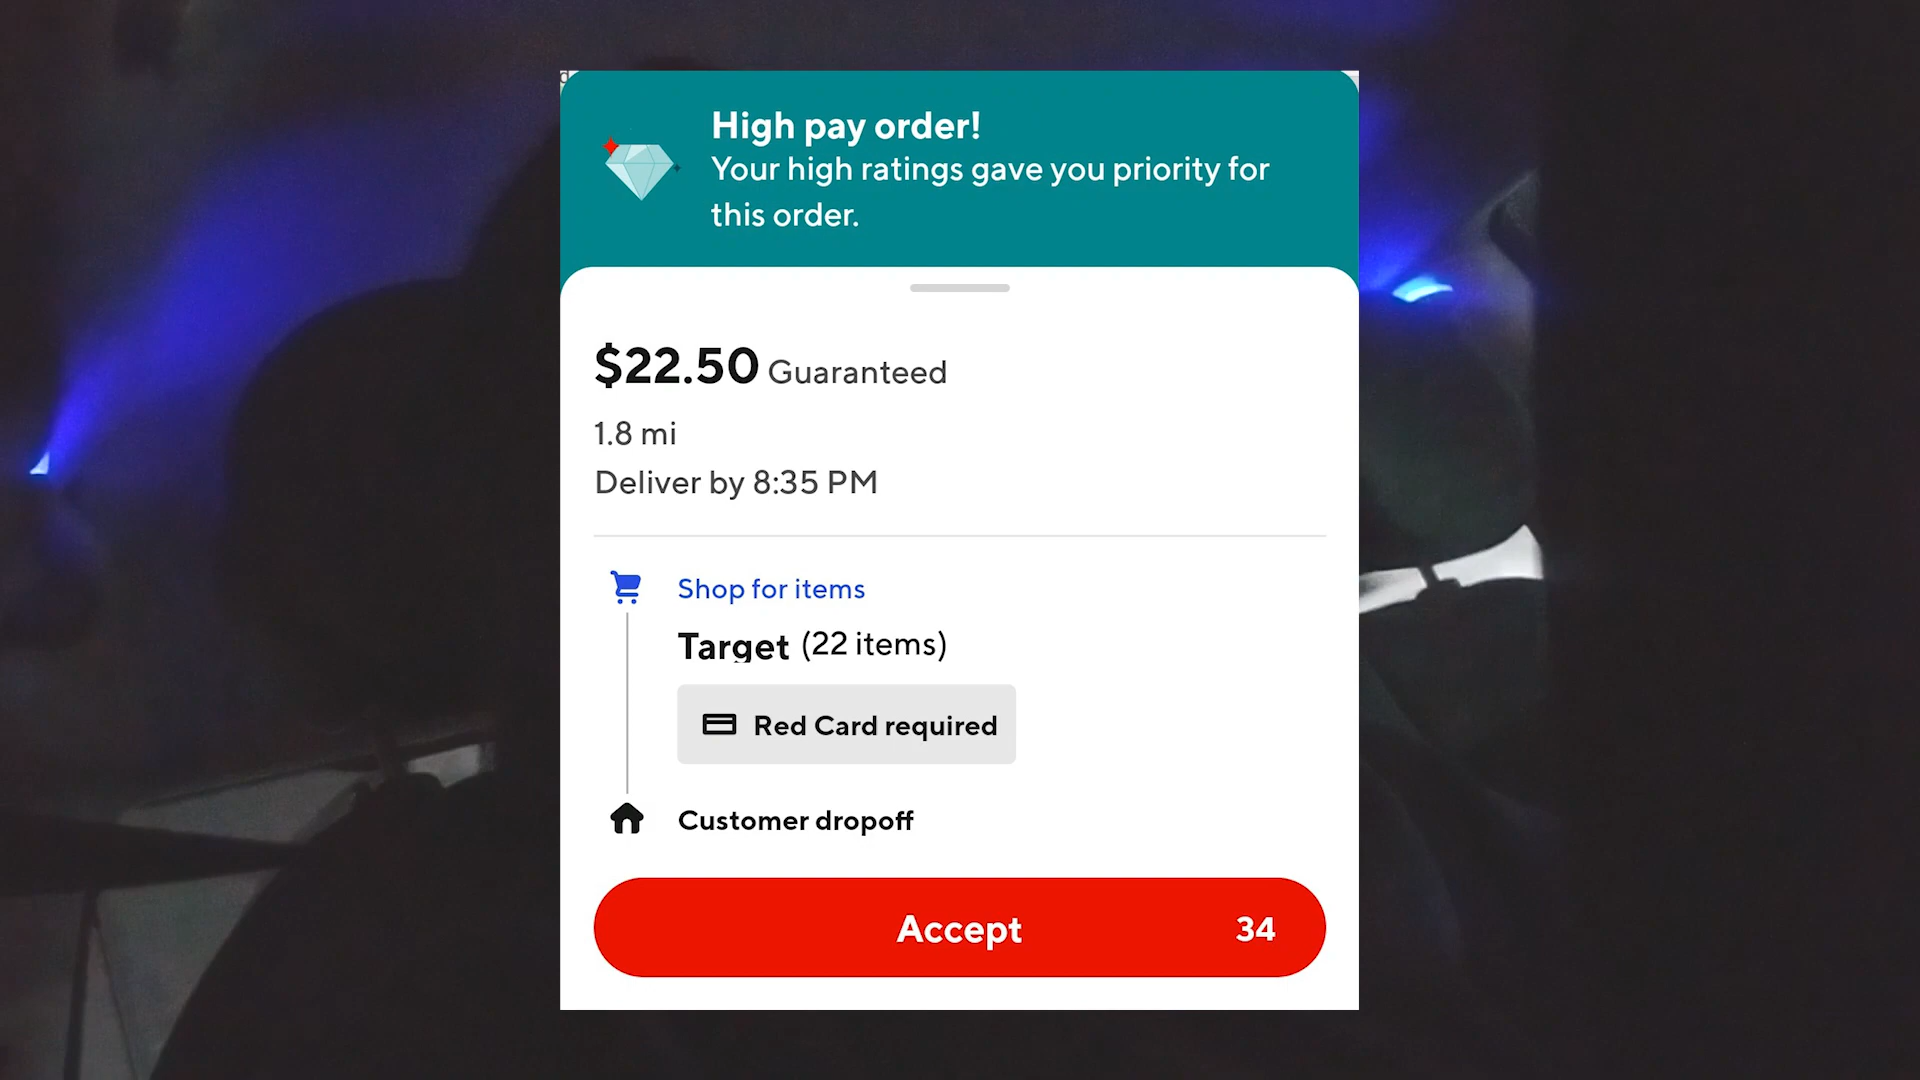 High pay order!
Your high ratings gave you priority for
this order.
$22.50 Guaranteed
1.8 mi
Deliver by 8:35 PM
Shop for items
Target (22 items)
Red Card required
Customer dropoff
Accept 34